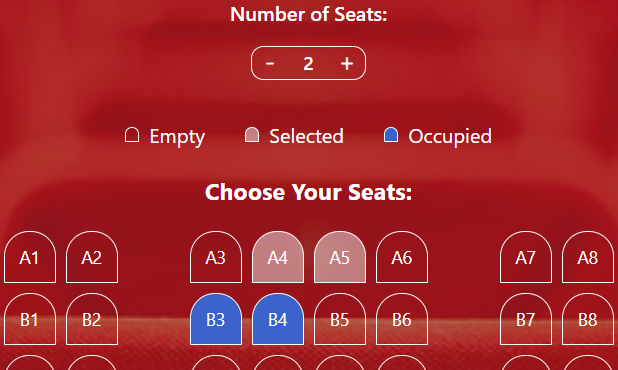 Number of Seats:
- 2 +
Empty Selected Occupied
Choose Your Seats:
A1 A2 A3 A4 A5 A6 A7 A8
B1 B2 B3 B4 B5 B6 B7 B8